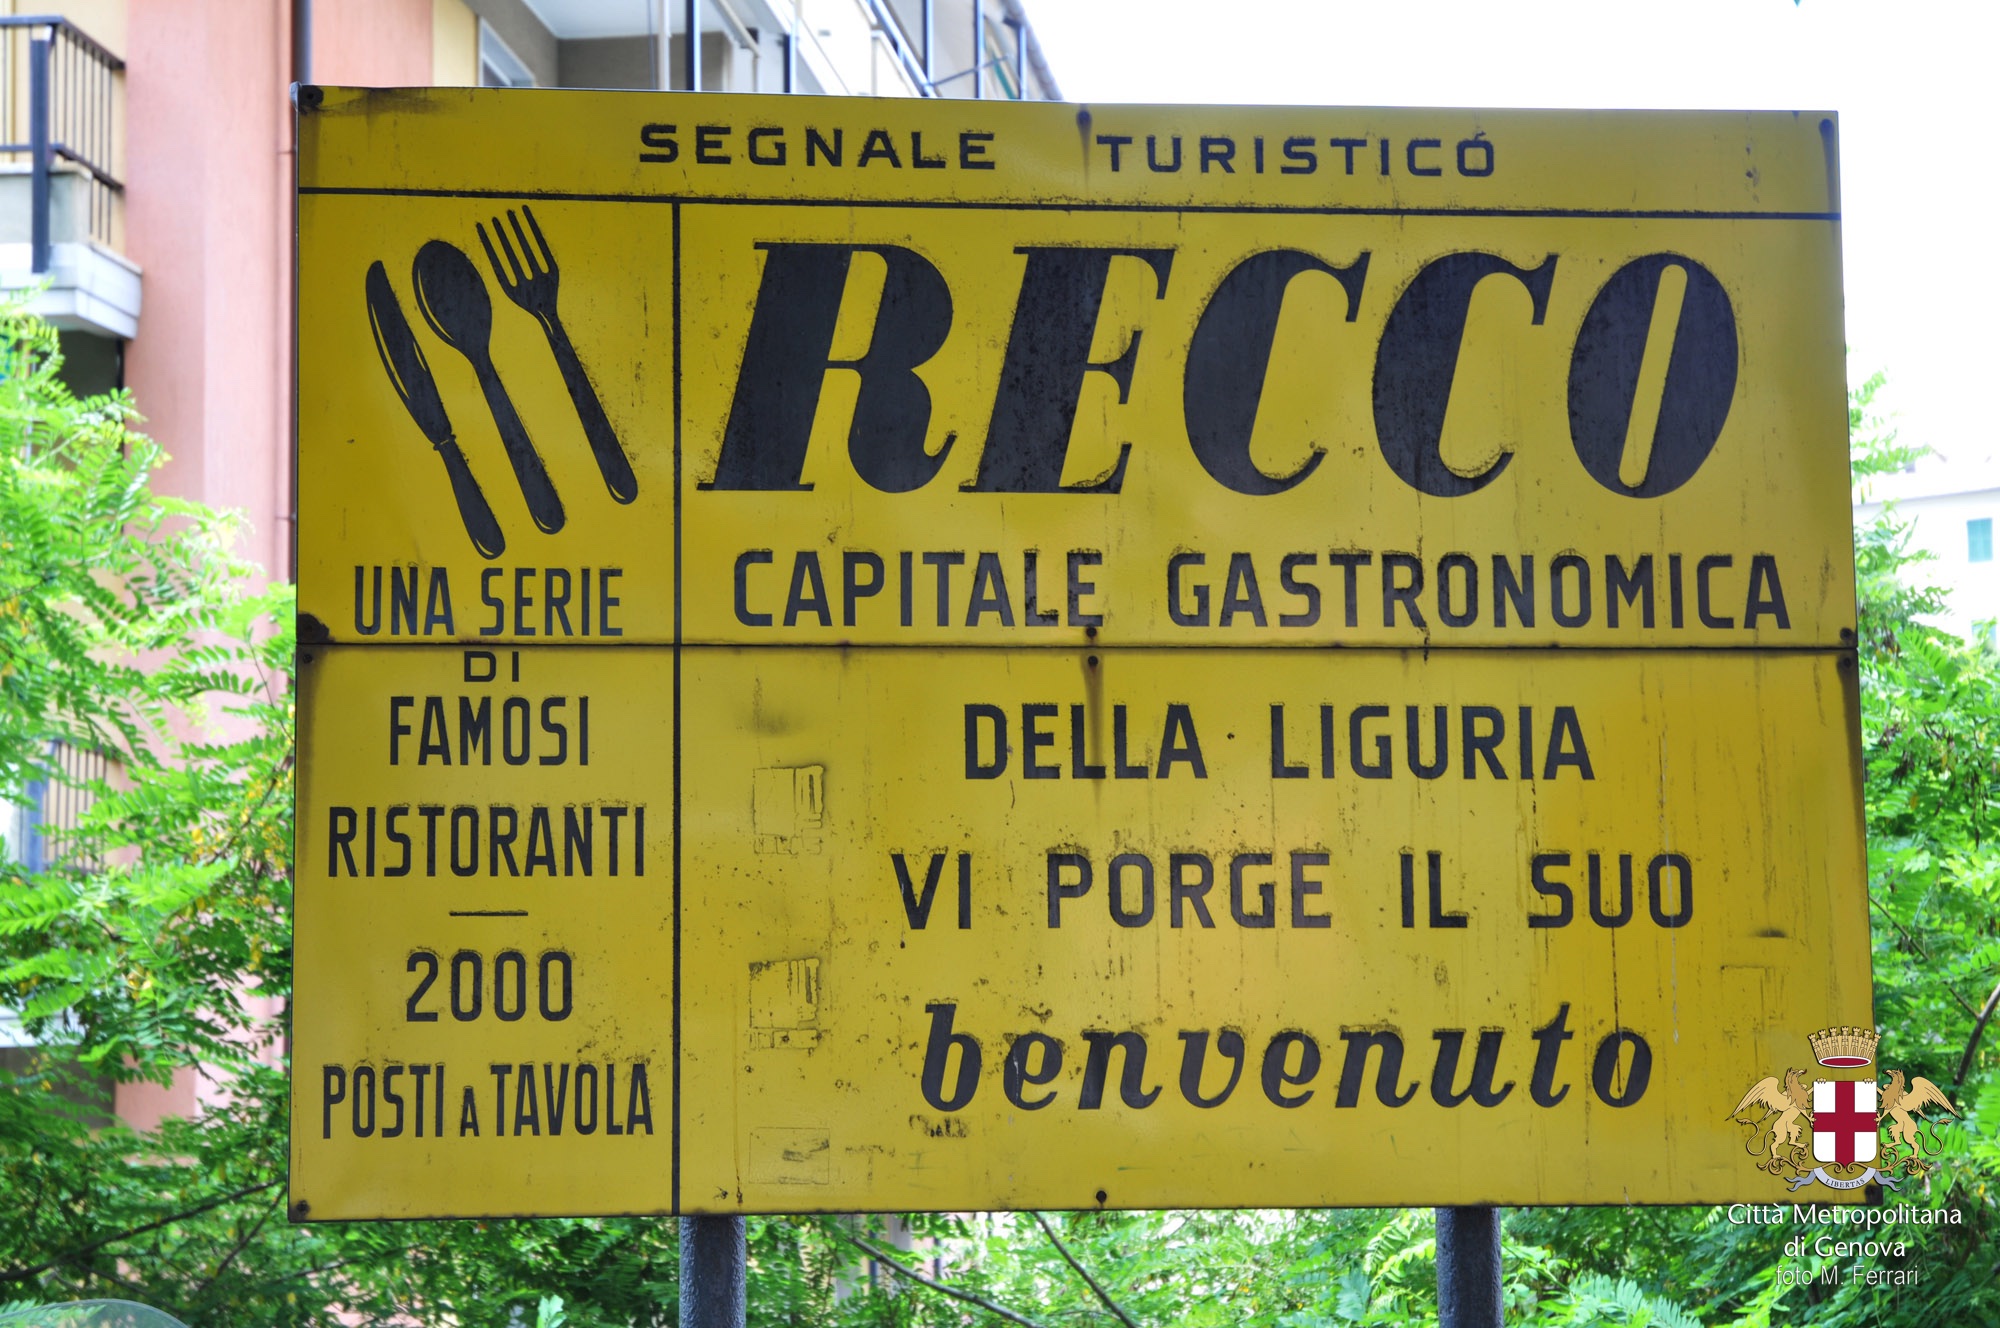 SEGNALE TURISTICÓ
UNA SERIE
DI
FAMOSI
RISTORANTI
2000
POSTI A TAVOLA
RECCO
CAPITALE GASTRONOMICA
DELLA LIGURIA
VI PORGE IL SUO
benvenuto
LIBERTAS
Città Metropolitana
di Genova
foto M. Ferrari